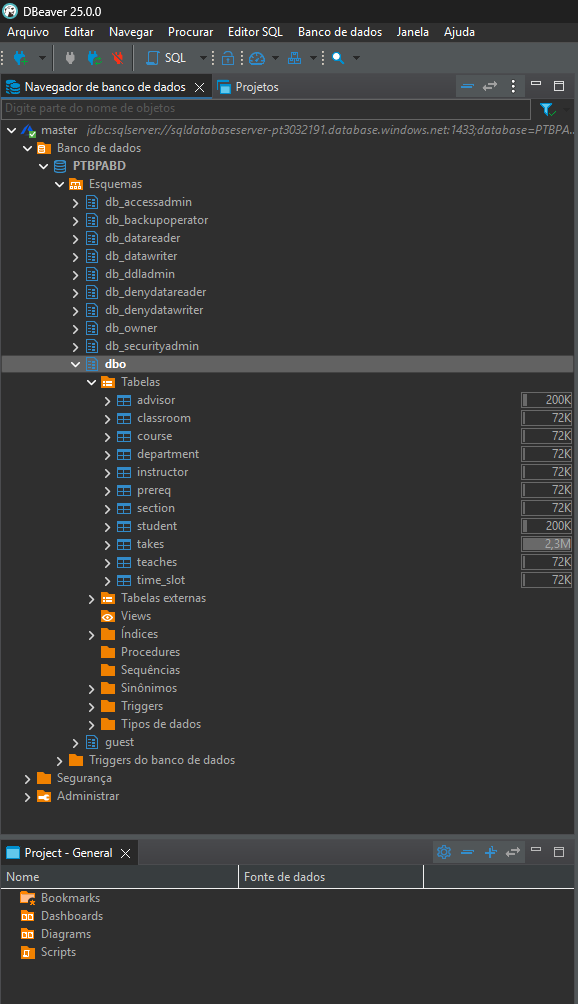 DBeaver 25.0.0
Arquivo Editar Navegar Procurar Editor SQL Banco de dados Janela Ajuda
SQL
Navegador de banco de dados Projetos
Digite parte do nome de objetos
master jdbc:sqlserver://sqldatabaseserver-pt3032191.database.windows.net:1433;database=PTBPA...
Banco de dados
PTBPABD
Esquemas
db_accessadmin
db_backupoperator
db_datareader
db_datawriter
db_ddladmin
db_denydatareader
db_denydatawriter
db_owner
db_securityadmin
dbo
Tabelas
advisor 200K
classroom 72K
course 72K
department 72K
instructor 72K
prereq 72K
section 72K
student 200K
takes 2,3M
teaches 72K
time_slot 72K
Tabelas externas
Views
Índices
Procedures
Sequências
Sinônimos
Triggers
Tipos de dados
guest
Triggers do banco de dados
Segurança
Administrar
Project - General
Nome Fonte de dados
Bookmarks
Dashboards
Diagrams
Scripts